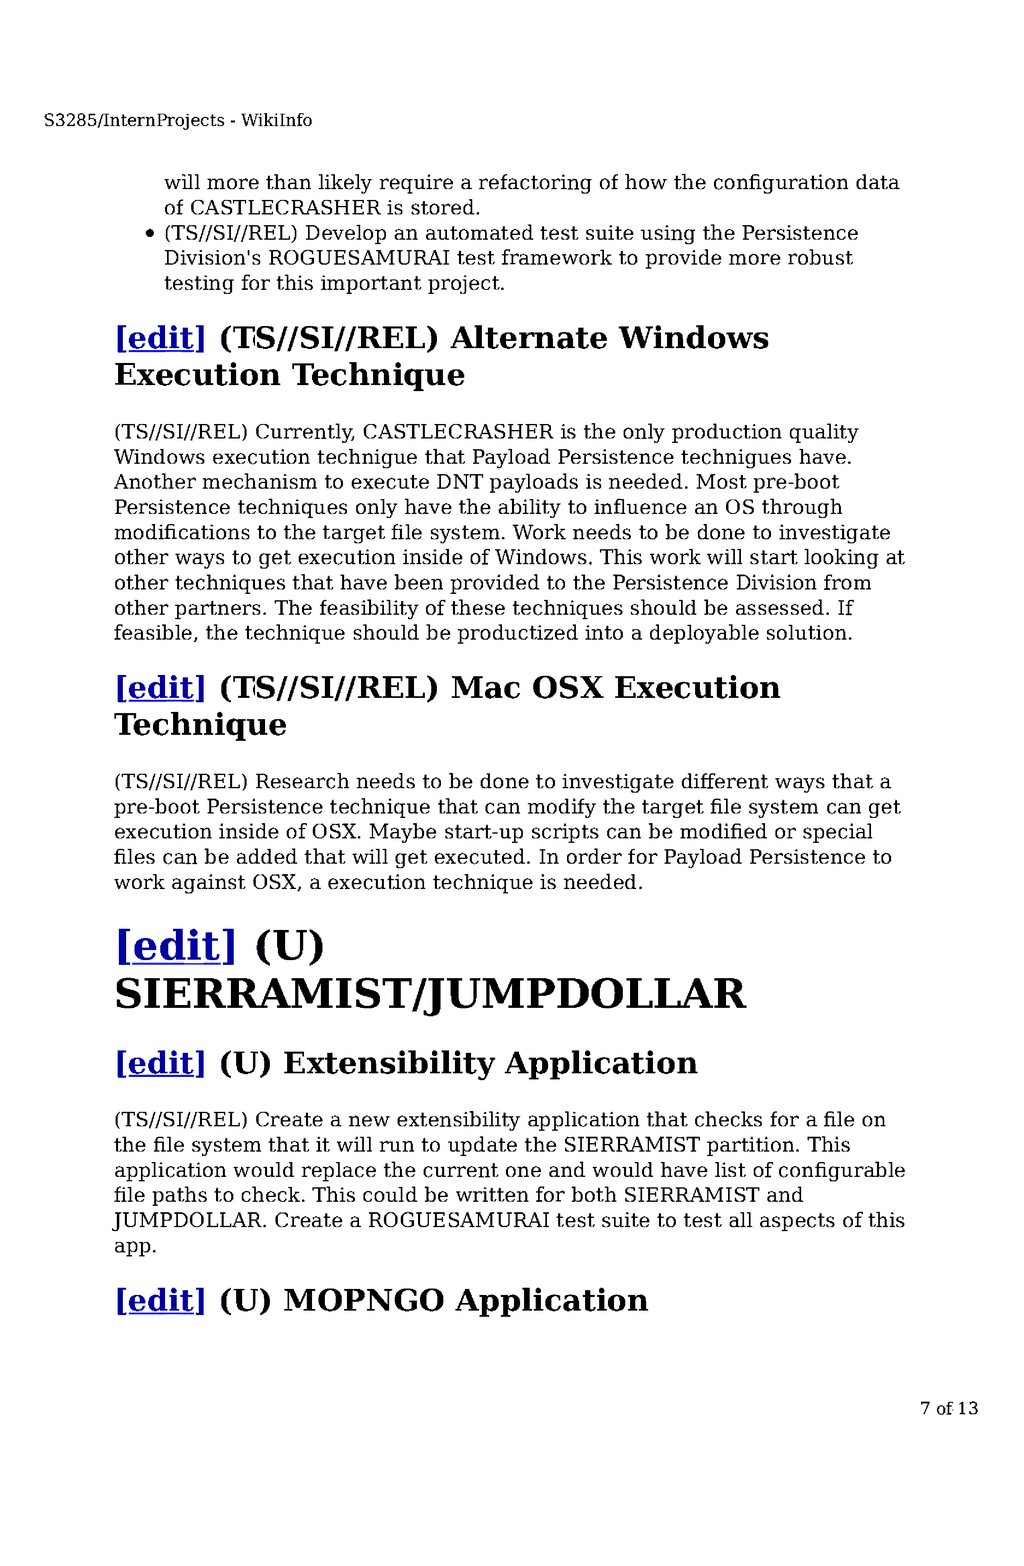 S3285/InternProjects - WikiInfo
will more than likely require a refactoring of how the configuration data
of CASTLECRASHER is stored.
● (TS//SI//REL) Develop an automated test suite using the Persistence
Division's ROGUESAMURAI test framework to provide more robust
testing for this important project.
[edit] (TS//SI//REL) Alternate Windows
Execution Technique
(TS//SI//REL) Currently, CASTLECRASHER is the only production quality
Windows execution technique that Payload Persistence techniques have.
Another mechanism to execute DNT payloads is needed. Most pre-boot
Persistence techniques only have the ability to influence an OS through
modifications to the target file system. Work needs to be done to investigate
other ways to get execution inside of Windows. This work will start looking at
other techniques that have been provided to the Persistence Division from
other partners. The feasibility of these techniques should be assessed. If
feasible, the technique should be productized into a deployable solution.
[edit] (TS//SI//REL) Mac OSX Execution
Technique
(TS//SI//REL) Research needs to be done to investigate different ways that a
pre-boot Persistence technique that can modify the target file system can get
execution inside of OSX. Maybe start-up scripts can be modified or special
files can be added that will get executed. In order for Payload Persistence to
work against OSX, a execution technique is needed.
[edit] (U)
SIERRAMIST/JUMPDOLLAR
[edit] (U) Extensibility Application
(TS//SI//REL) Create a new extensibility application that checks for a file on
the file system that it will run to update the SIERRAMIST partition. This
application would replace the current one and would have list of configurable
file paths to check. This could be written for both SIERRAMIST and
JUMPDOLLAR. Create a ROGUESAMURAI test suite to test all aspects of this
app.
[edit] (U) MOPNGO Application
7 of 13